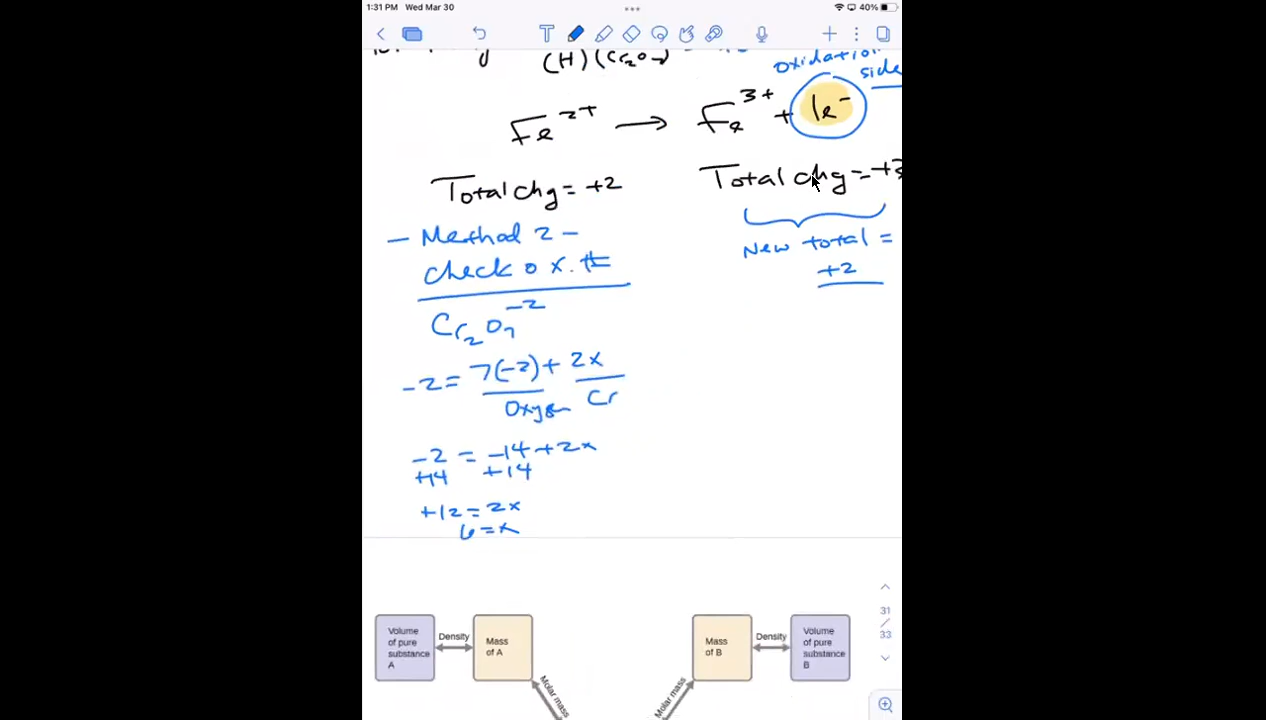 1:31 PM Wed Mar 30
40%
T
(H)(Cr2O7)
oxidation
side
Fe2+ → Fe3+ + 1e-
Total chg = +2
Total chg = +3
- Method 2 -
check ox. #
New total =
+2
Cr2O7-2
-2 = 7(-2) + 2x
Oxygen Cr
-2 = -14 + 2x
+14 +14
+12 = 2x
6 = x
31
/
33
Volume
of pure
substance
A
Density
Mass
of A
Molar mass
Mass
of B
Density
Volume
of pure
substance
B
Molar mass